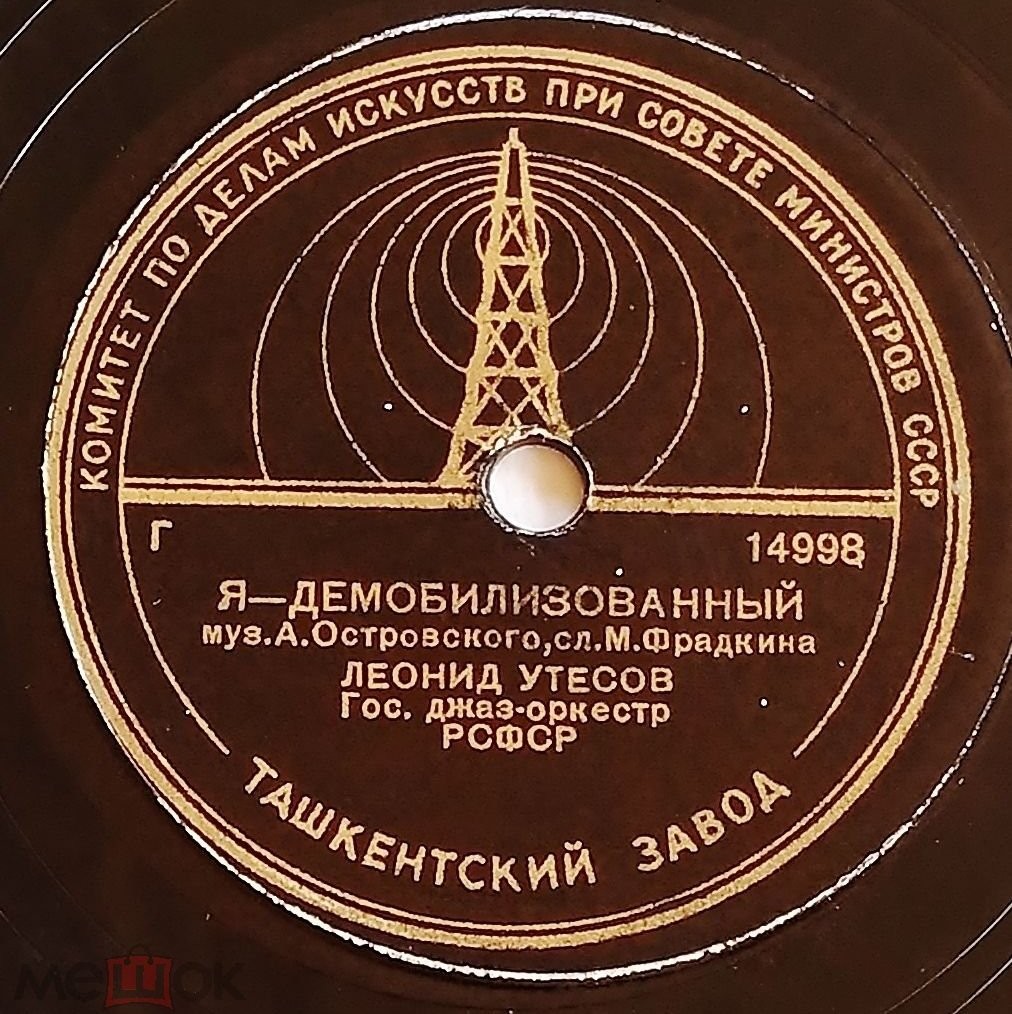 КОМИТЕТ ПО ДЕЛАМ ИСКУССТВ ПРИ СОВЕТЕ МИНИСТРОВ СССР
Г 14998
Я—ДЕМОБИЛИЗОВАННЫЙ
муз.А.Островского,сл.М.Фрадкина
ЛЕОНИД УТЕСОВ
Гос. джаз-оркестр
РСФСР
ТАШКЕНТСКИЙ ЗАВОД
мешок